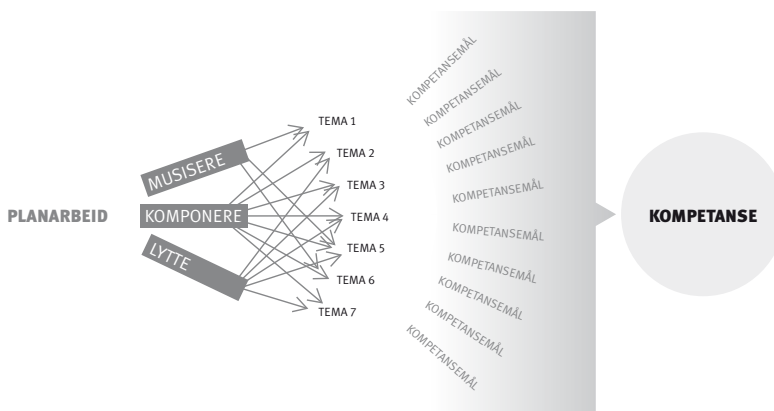 PLANARBEID
MUSISERE
KOMPONERE
LYTTE
TEMA 1
TEMA 2
TEMA 3
TEMA 4
TEMA 5
TEMA 6
TEMA 7
KOMPETANSEMÅL
KOMPETANSEMÅL
KOMPETANSEMÅL
KOMPETANSEMÅL
KOMPETANSEMÅL
KOMPETANSEMÅL
KOMPETANSEMÅL
KOMPETANSEMÅL
KOMPETANSEMÅL
KOMPETANSEMÅL
KOMPETANSE